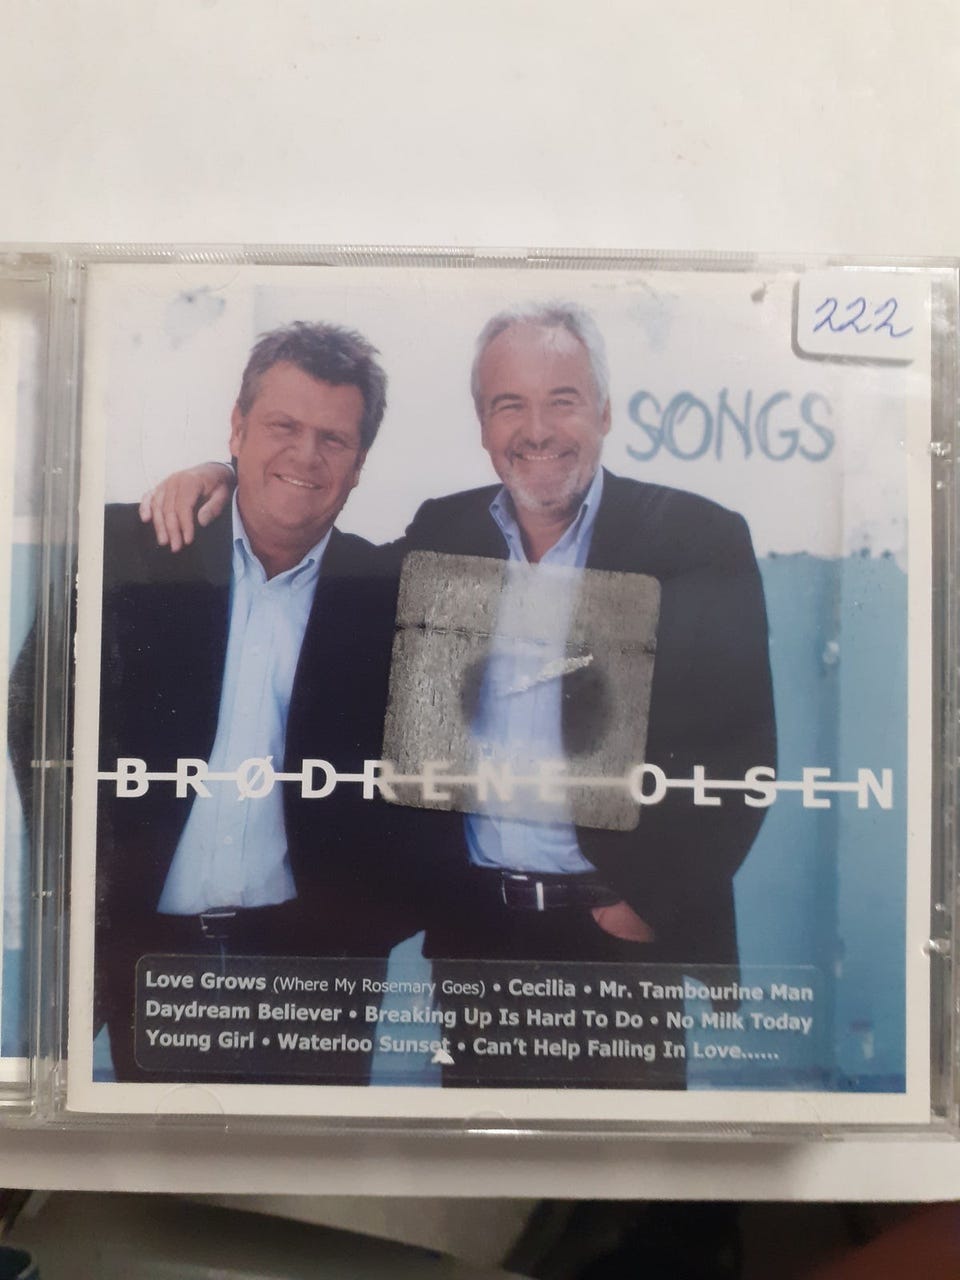 222
SONGS
BRØDRENE OLSEN
Love Grows (Where My Rosemary Goes) • Cecilia • Mr. Tambourine Man
Daydream Believer • Breaking Up Is Hard To Do • No Milk Today
Young Girl • Waterloo Sunset • Can't Help Falling In Love......